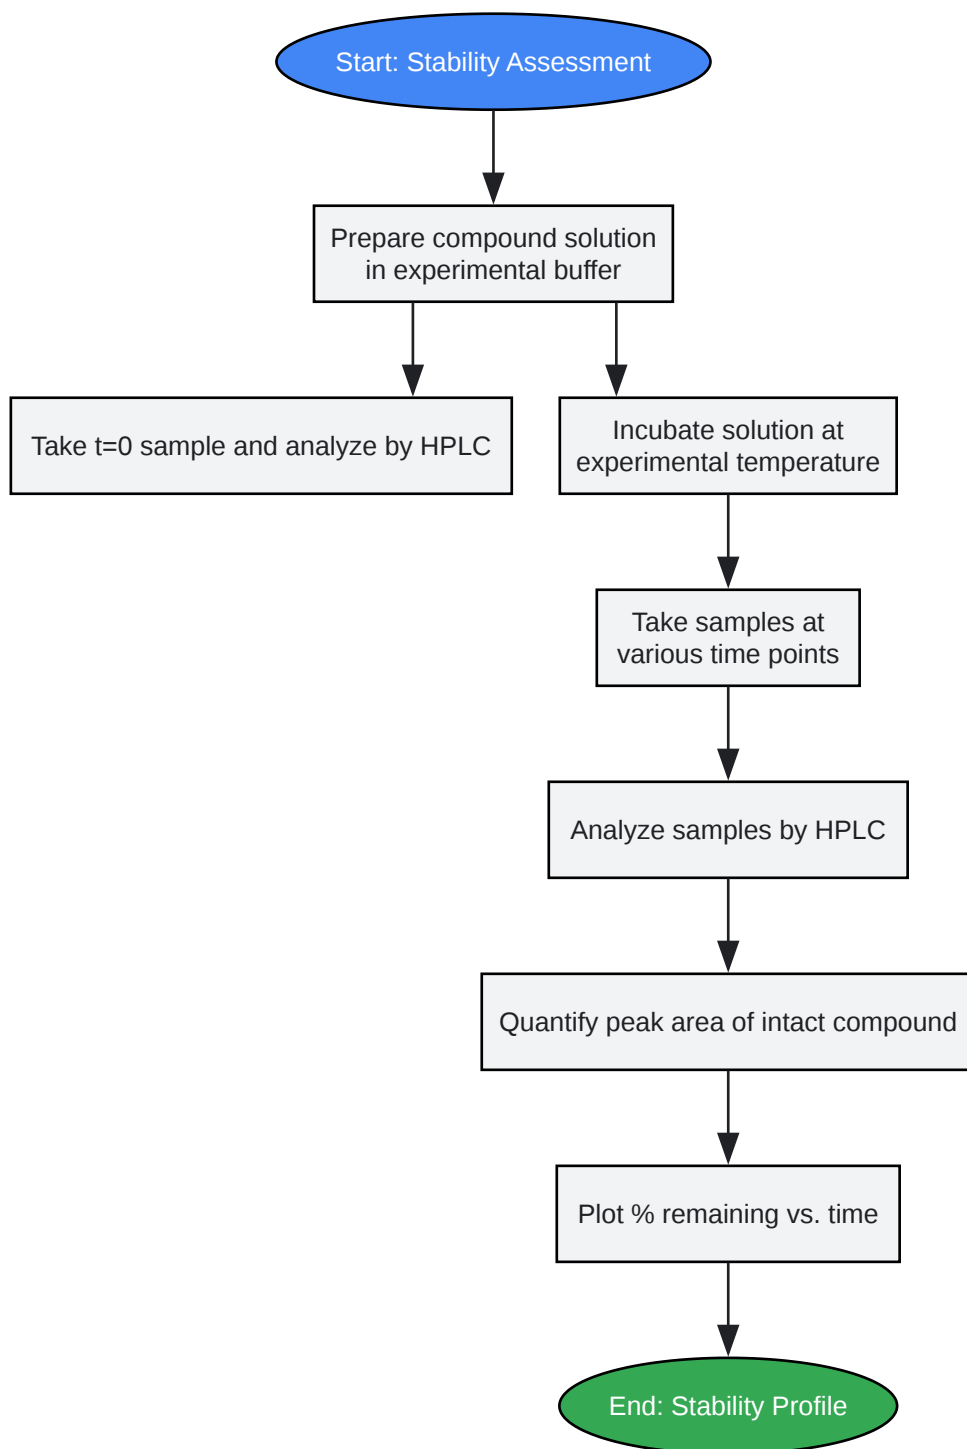 Start: Stability Assessment
Prepare compound solution
in experimental buffer
Take t=0 sample and analyze by HPLC
Incubate solution at
experimental temperature
Take samples at
various time points
Analyze samples by HPLC
Quantify peak area of intact compound
Plot % remaining vs. time
End: Stability Profile